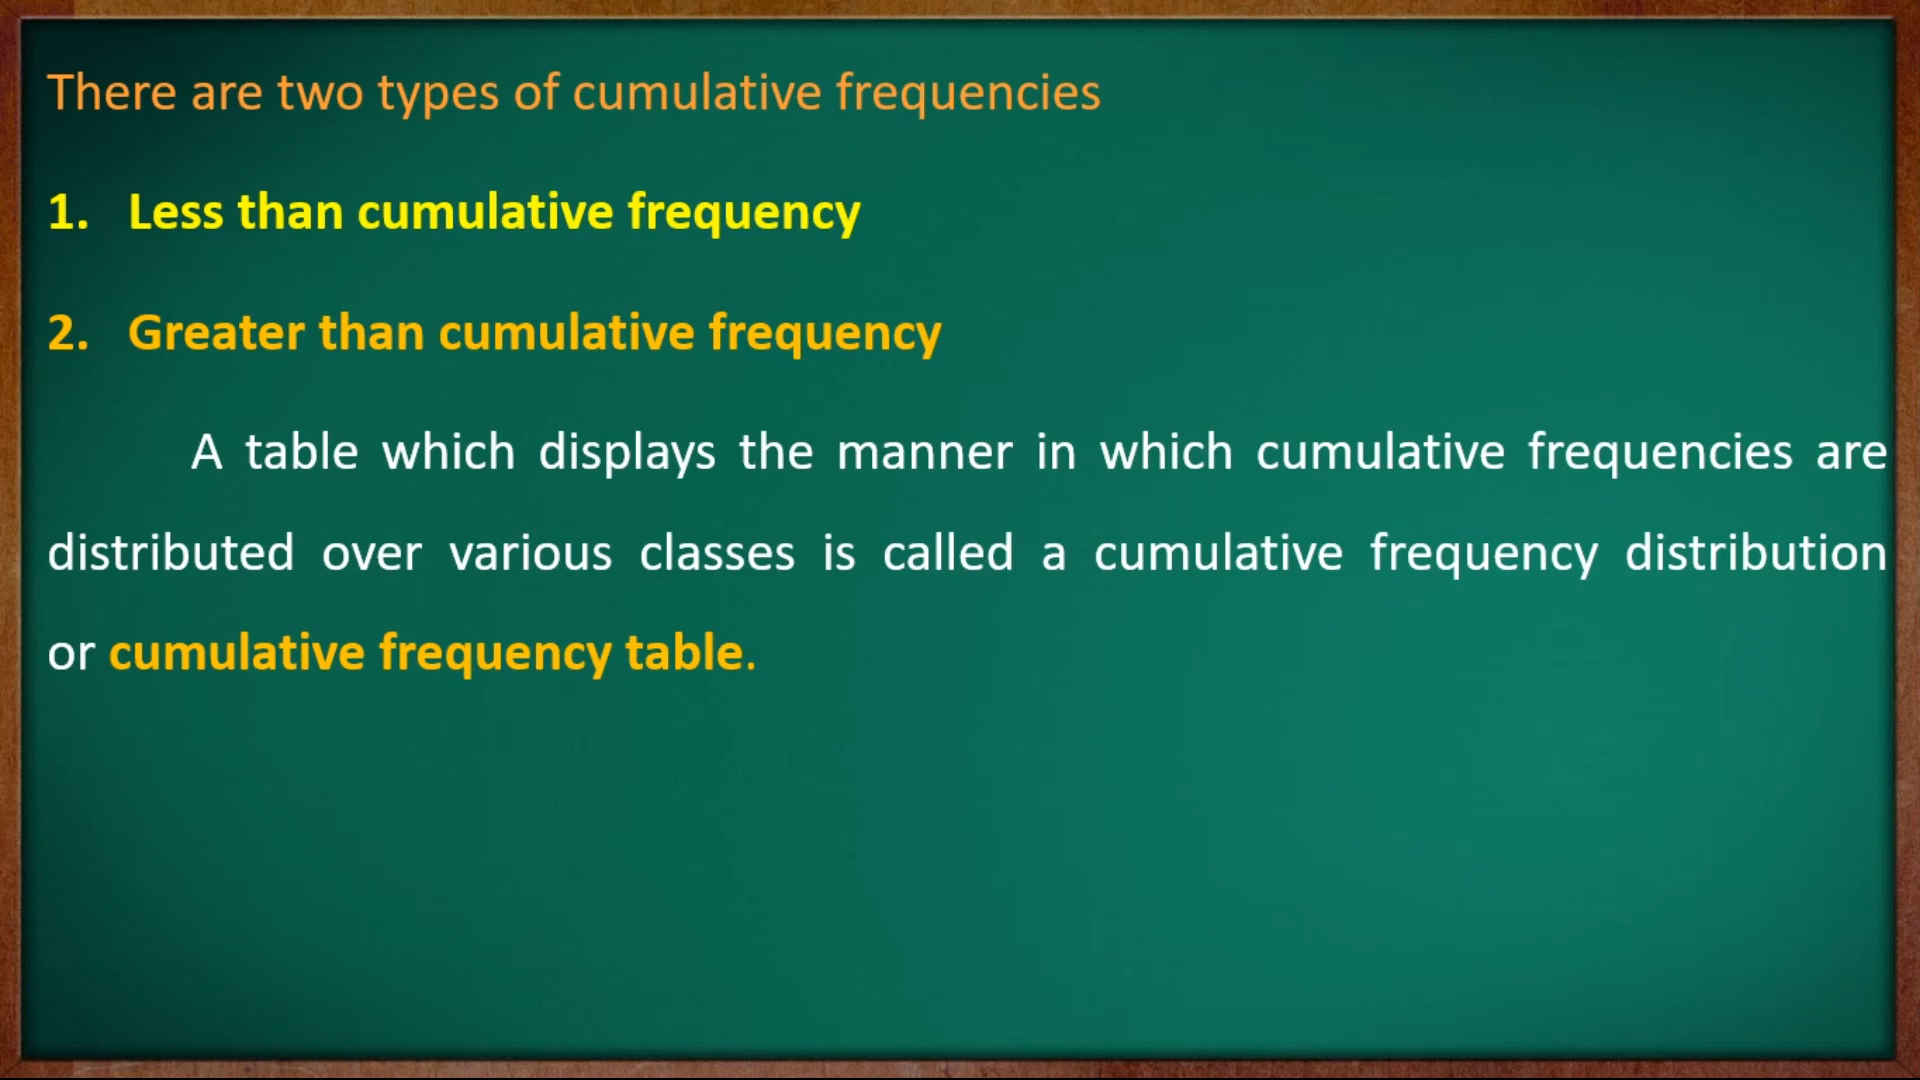 There are two types of cumulative frequencies
1. Less than cumulative frequency
2. Greater than cumulative frequency
A table which displays the manner in which cumulative frequencies are
distributed over various classes is called a cumulative frequency distribution
or cumulative frequency table.